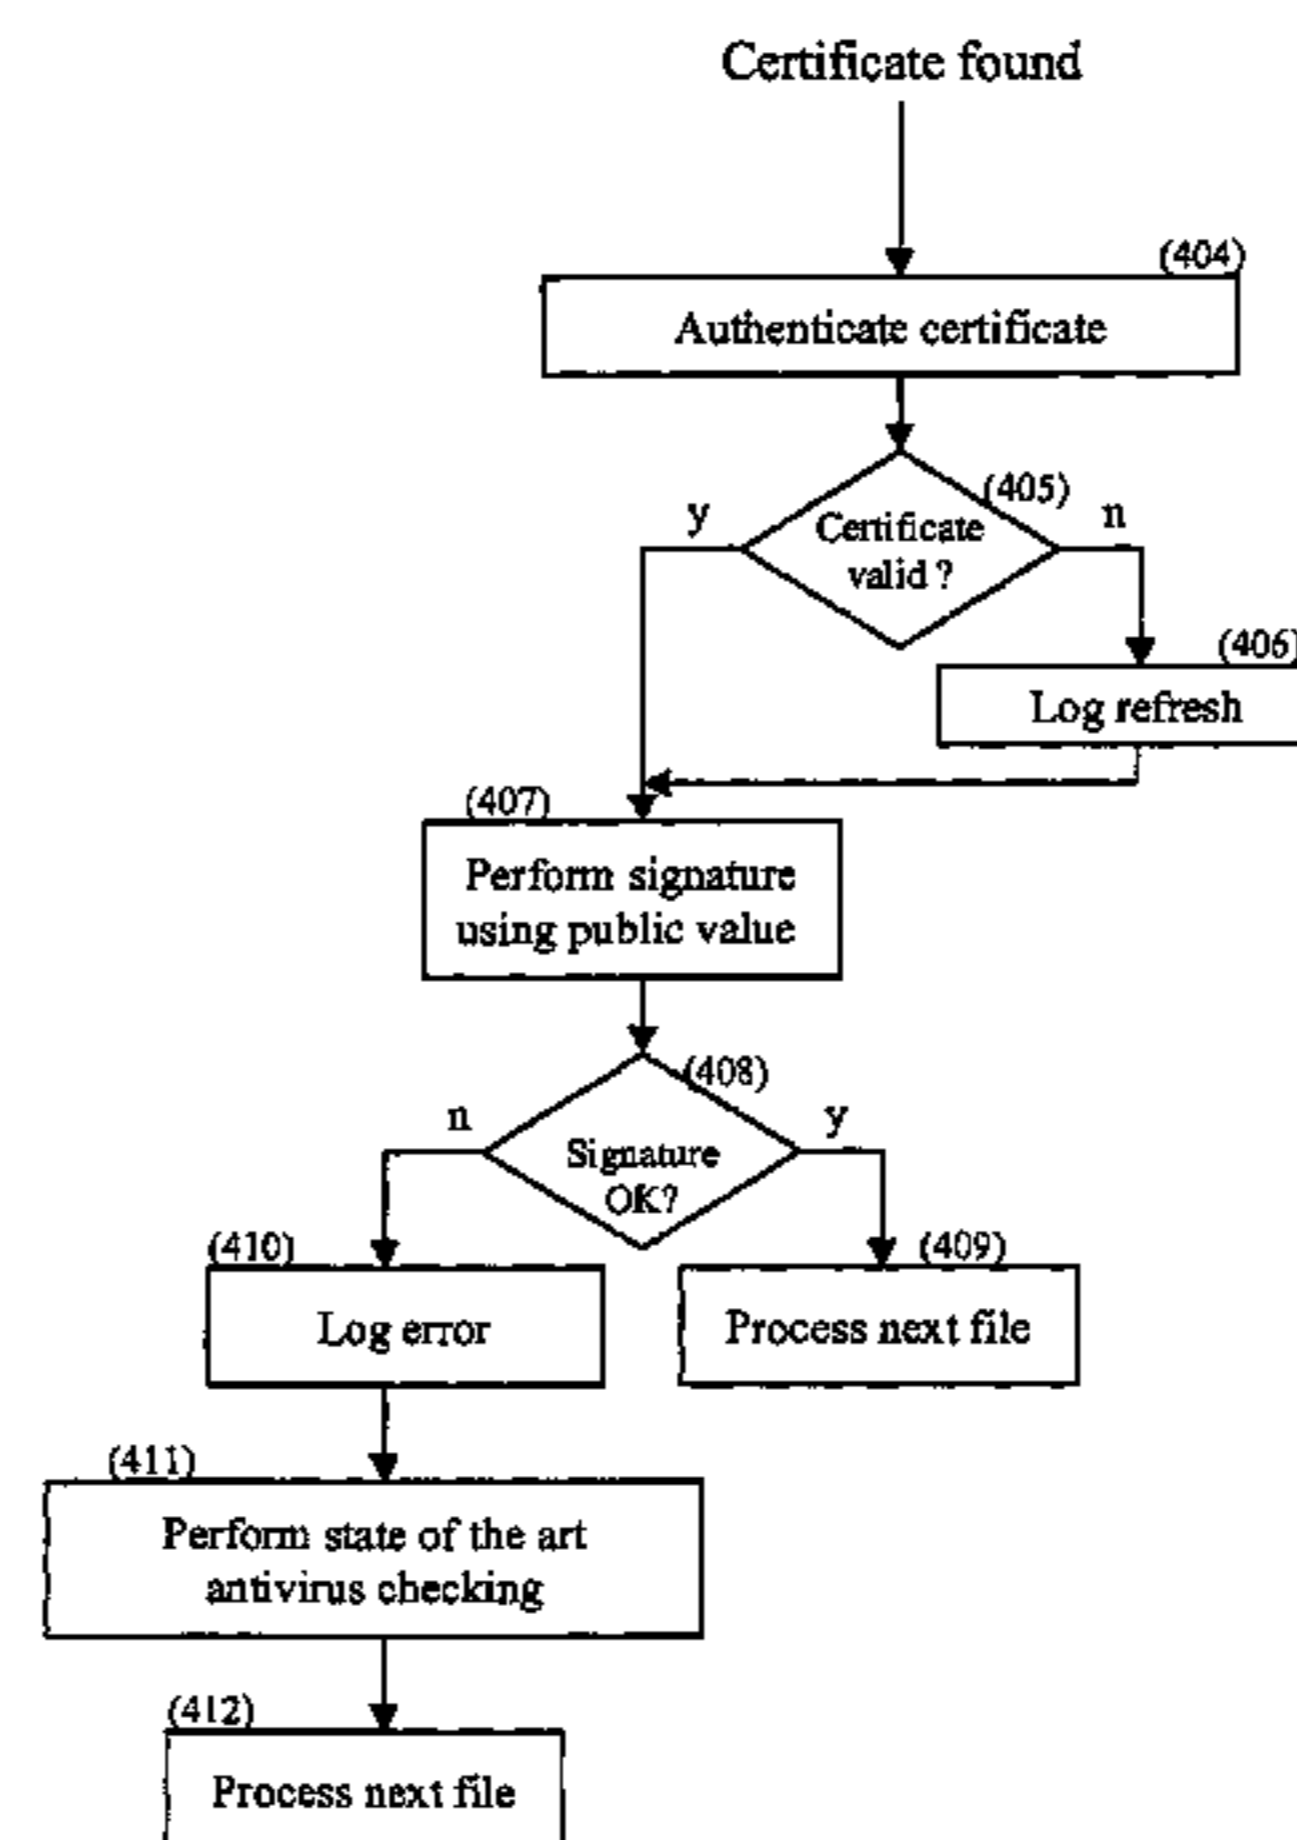 Certificate found
(404)
Authenticate certificate
(405)
y
n
Certificate
valid ?
(406)
Log refresh
(407)
Perform signature
using public value
(408)
n
y
Signature
OK?
(410)
(409)
Log error
Process next file
(411)
Perform state of the art
antivirus checking
(412)
Process next file